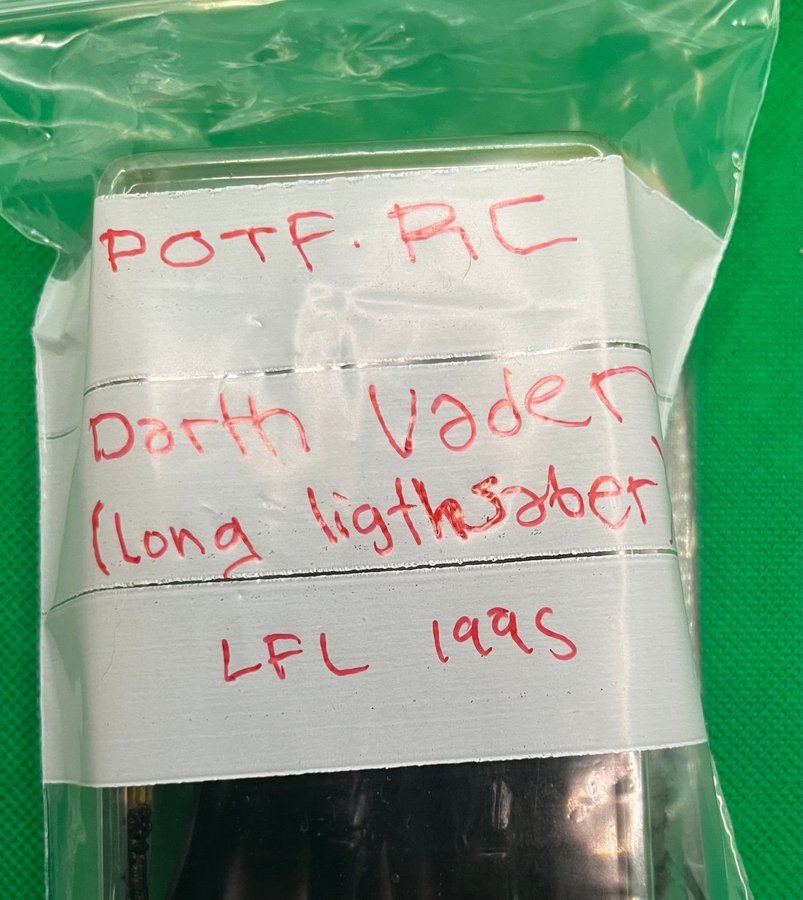 POTF. RC
Darth Vader
(long ligthsaber)
LFL 1995